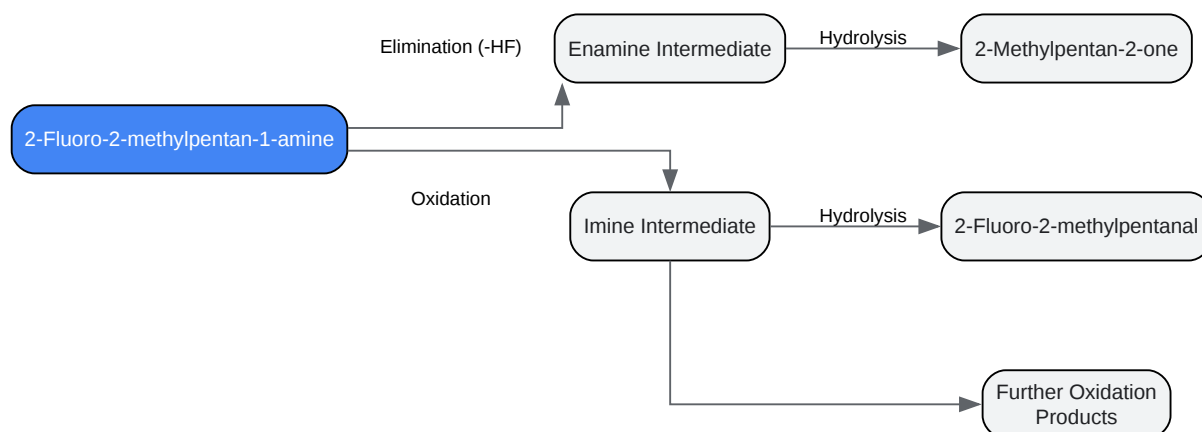 Elimination (-HF)
Enamine Intermediate
Hydrolysis
2-Methylpentan-2-one
2-Fluoro-2-methylpentan-1-amine
Oxidation
Imine Intermediate
Hydrolysis
2-Fluoro-2-methylpentanal
Further Oxidation
Products